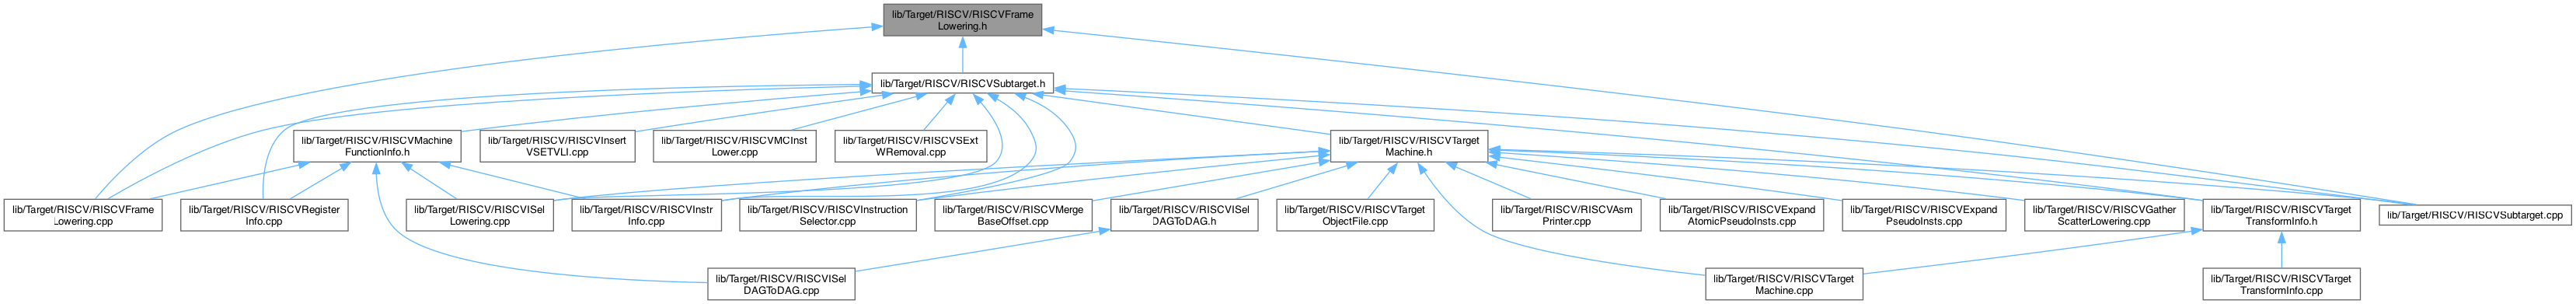 lib/Target/RISCV/RISCVFrame
Lowering.h
lib/Target/RISCV/RISCVSubtarget.h
lib/Target/RISCV/RISCVMachine
FunctionInfo.h
lib/Target/RISCV/RISCVInsert
VSETVLI.cpp
lib/Target/RISCV/RISCVMCInst
Lower.cpp
lib/Target/RISCV/RISCVSExt
WRemoval.cpp
lib/Target/RISCV/RISCVTarget
Machine.h
lib/Target/RISCV/RISCVFrame
Lowering.cpp
lib/Target/RISCV/RISCVRegister
Info.cpp
lib/Target/RISCV/RISCVISel
Lowering.cpp
lib/Target/RISCV/RISCVInstr
Info.cpp
lib/Target/RISCV/RISCVInstruction
Selector.cpp
lib/Target/RISCV/RISCVMerge
BaseOffset.cpp
lib/Target/RISCV/RISCVISel
DAGToDAG.h
lib/Target/RISCV/RISCVTarget
ObjectFile.cpp
lib/Target/RISCV/RISCVAsm
Printer.cpp
lib/Target/RISCV/RISCVExpand
AtomicPseudoInsts.cpp
lib/Target/RISCV/RISCVExpand
PseudoInsts.cpp
lib/Target/RISCV/RISCVGather
ScatterLowering.cpp
lib/Target/RISCV/RISCVTarget
TransformInfo.h
lib/Target/RISCV/RISCVSubtarget.cpp
lib/Target/RISCV/RISCVISel
DAGToDAG.cpp
lib/Target/RISCV/RISCVTarget
Machine.cpp
lib/Target/RISCV/RISCVTarget
TransformInfo.cpp